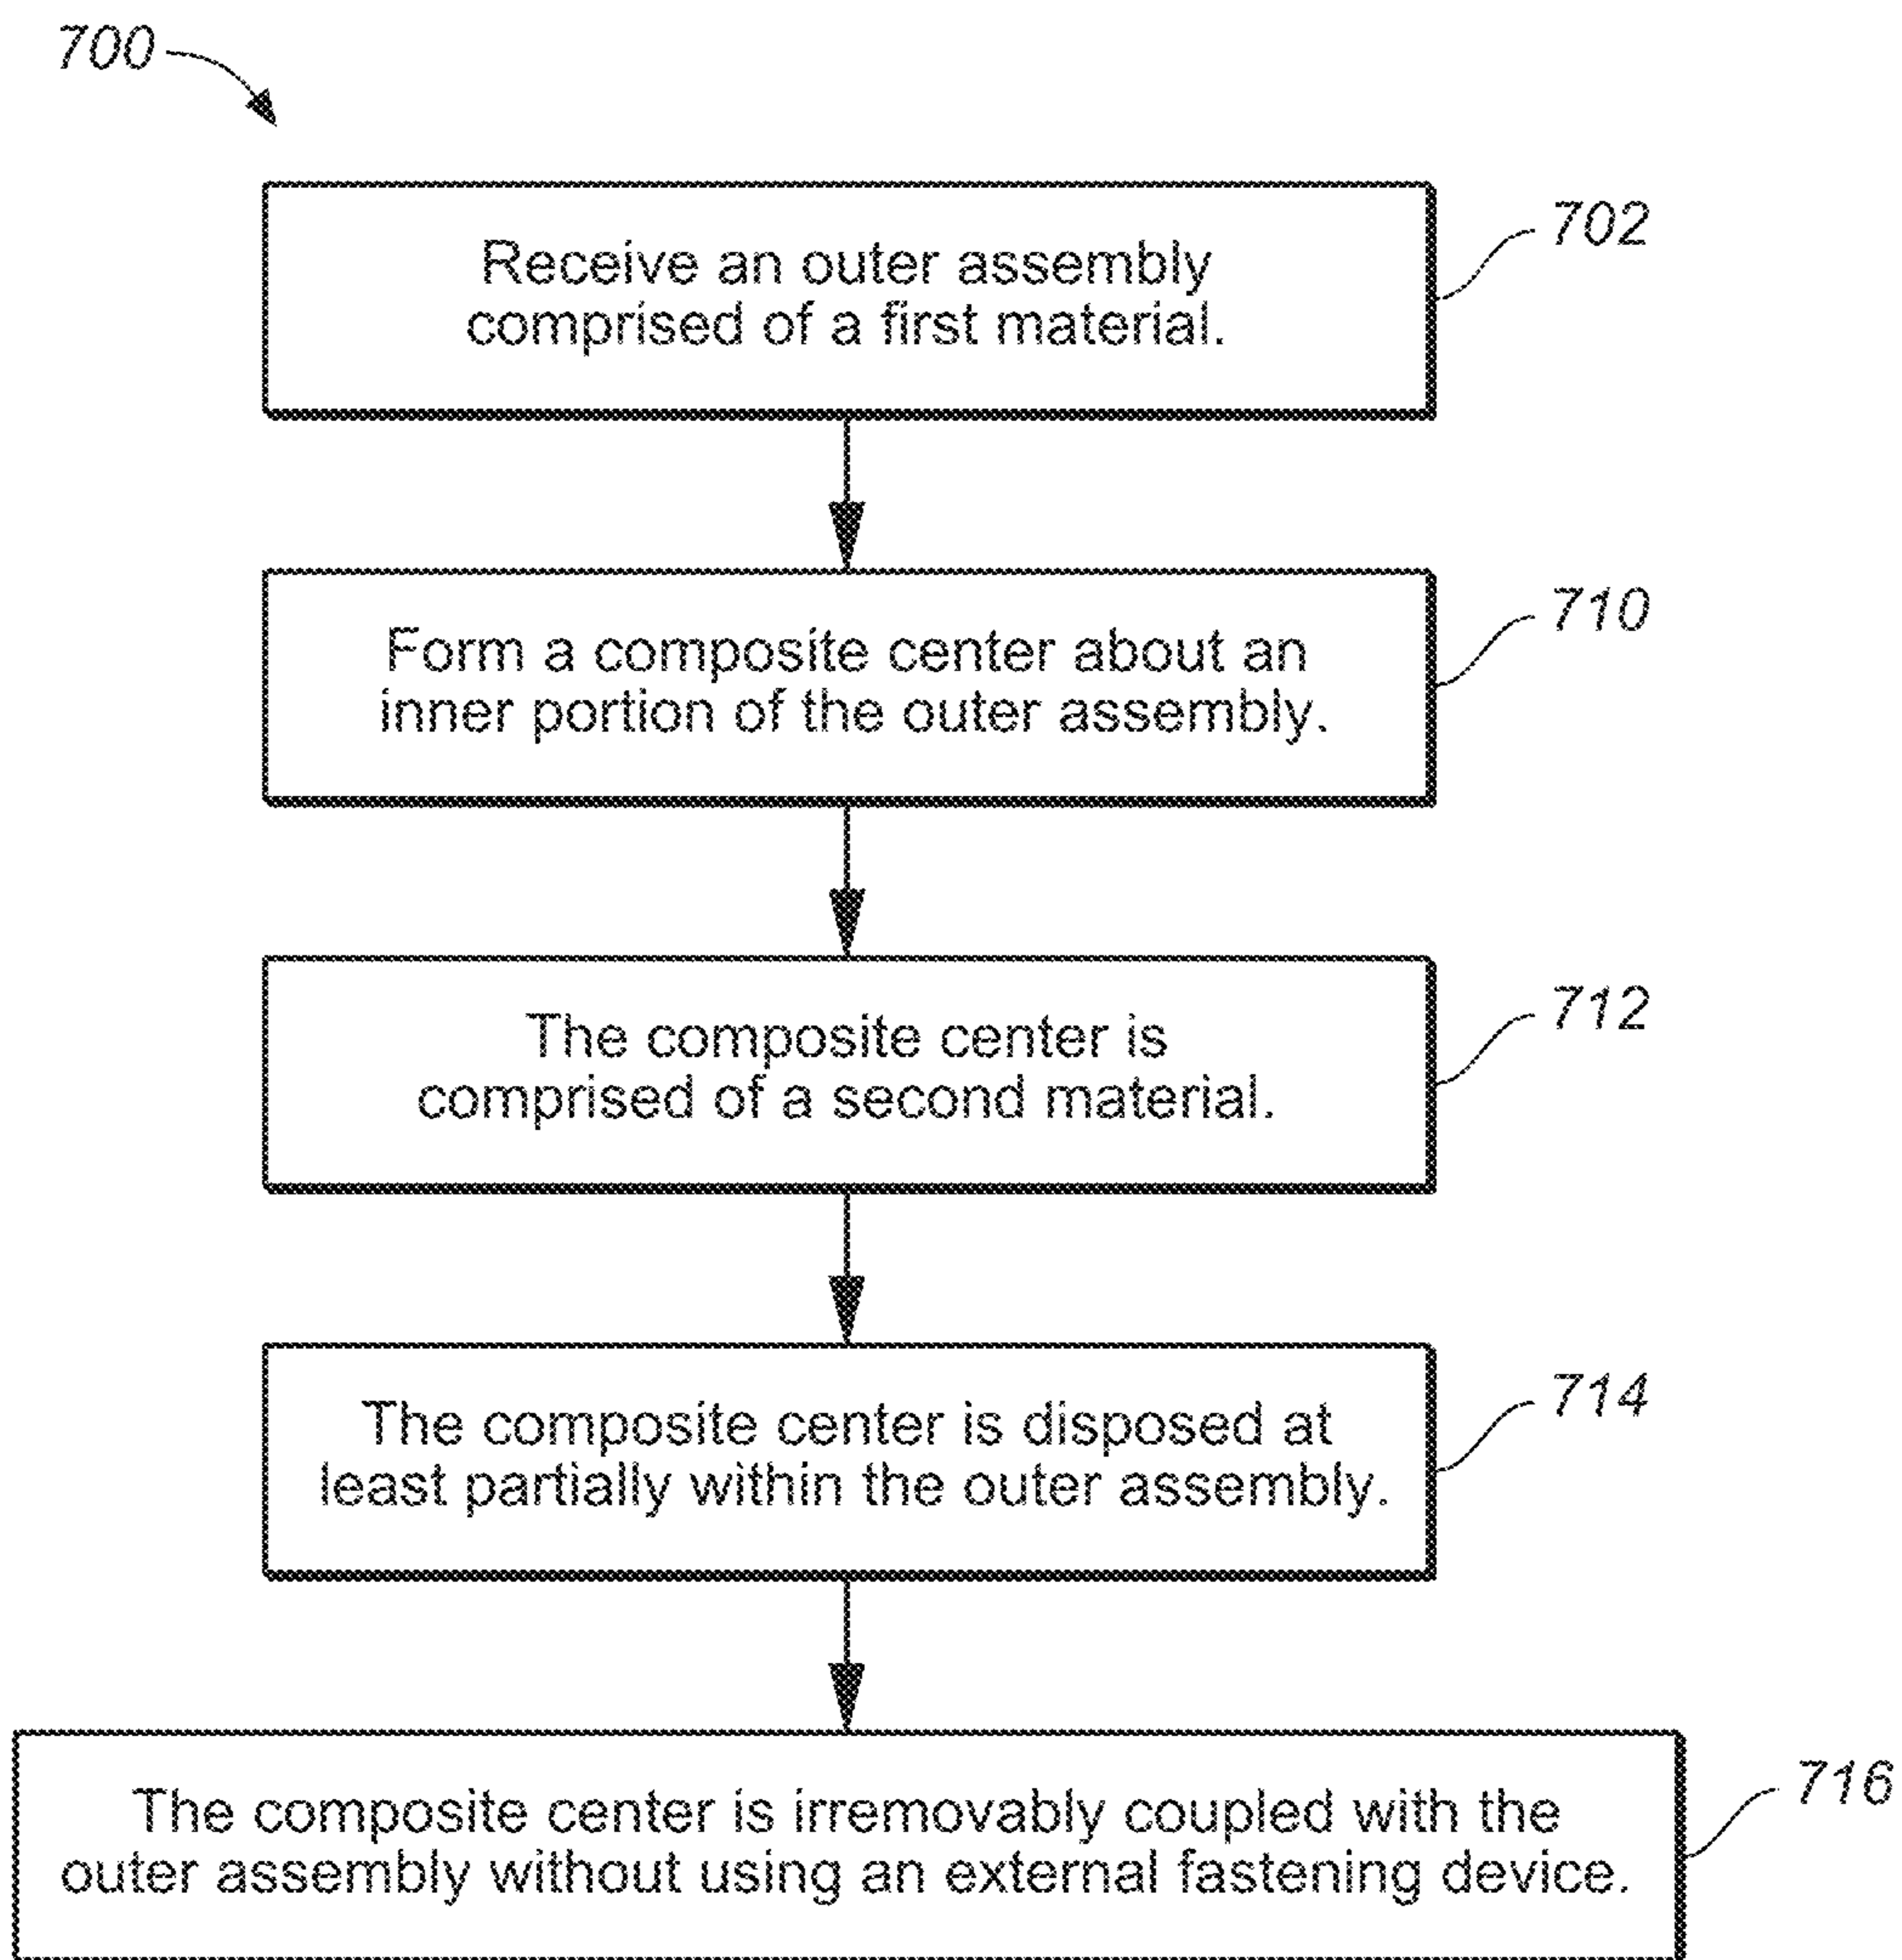 700
702
Receive an outer assembly
comprised of a first material.
710
Form a composite center about an
inner portion of the outer assembly.
712
The composite center is
comprised of a second material.
714
The composite center is disposed at
least partially within the outer assembly.
716
The composite center is irremovably coupled with the
outer assembly without using an external fastening device.